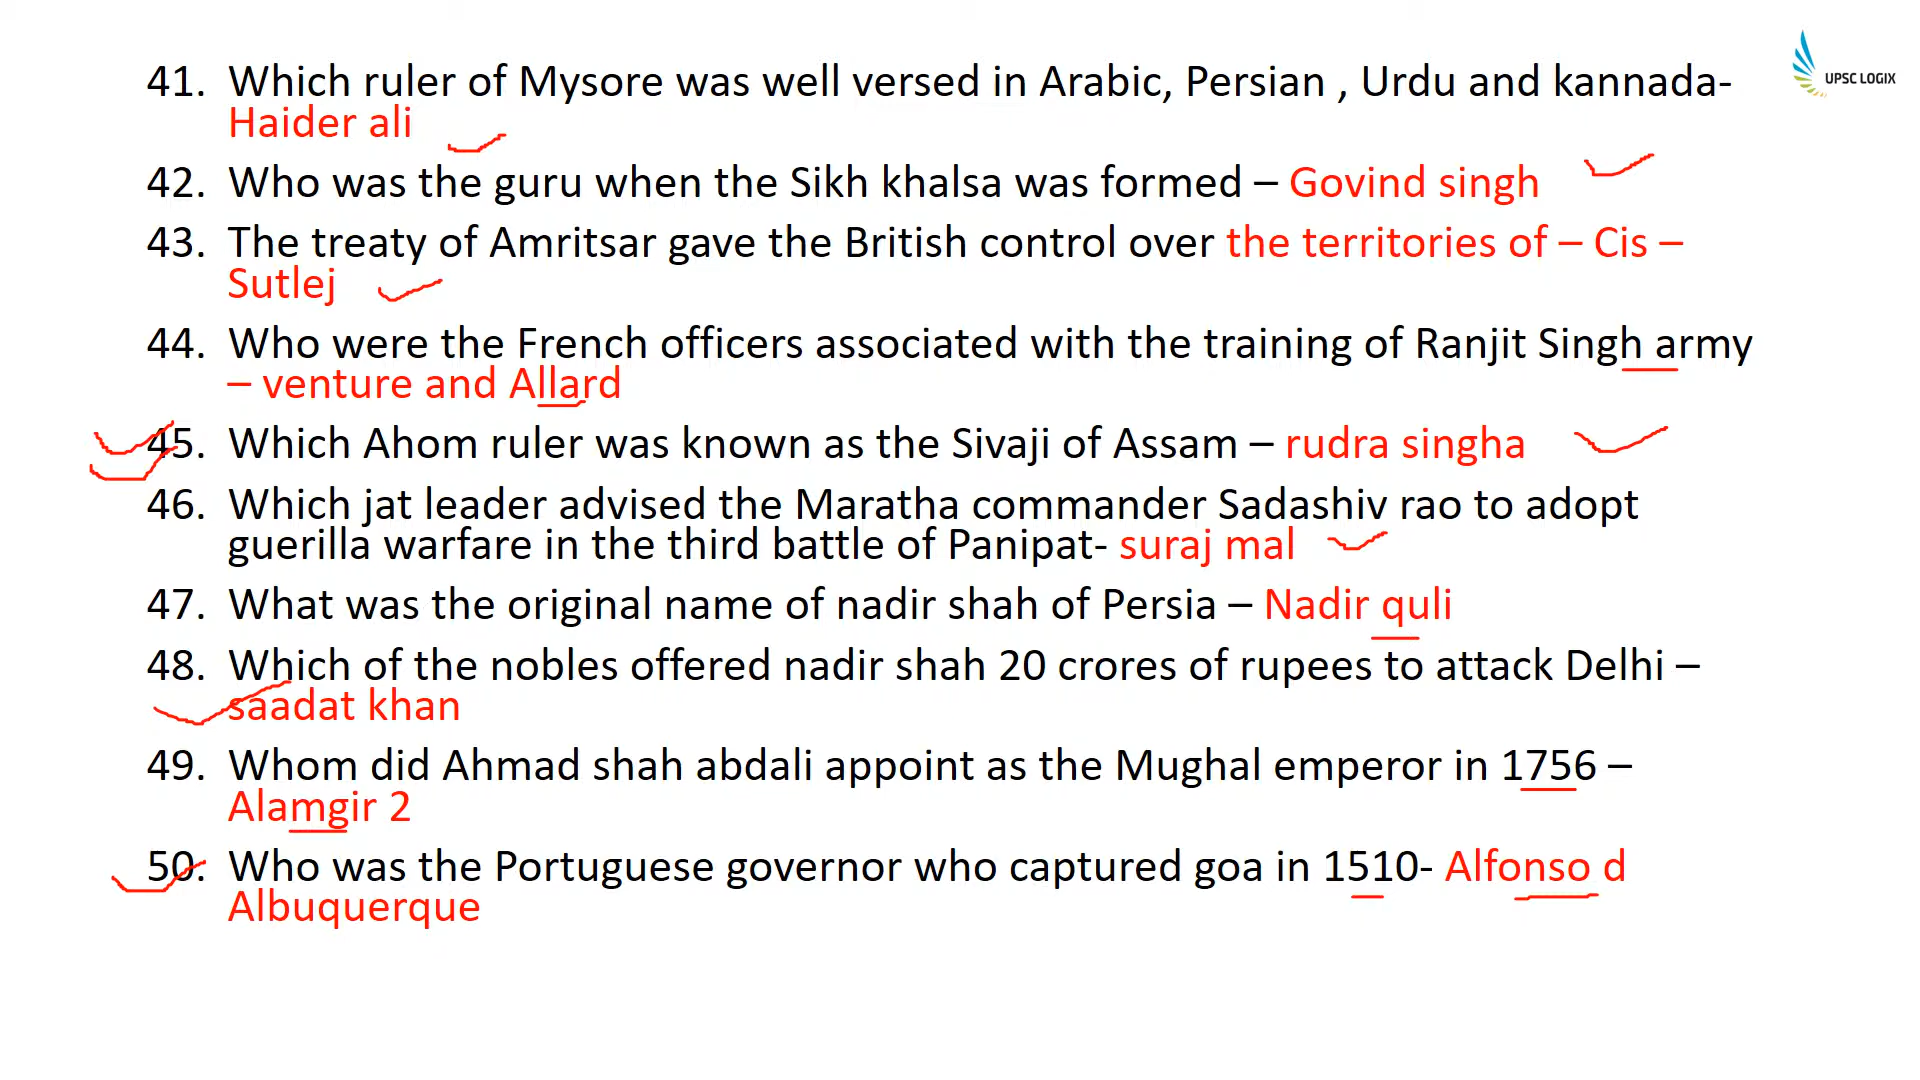 UPSC LOGIX
41. Which ruler of Mysore was well versed in Arabic, Persian , Urdu and kannada-
Haider ali
42. Who was the guru when the Sikh khalsa was formed – Govind singh
43. The treaty of Amritsar gave the British control over the territories of – Cis –
Sutlej
44. Who were the French officers associated with the training of Ranjit Singh army
– venture and Allard
45. Which Ahom ruler was known as the Sivaji of Assam – rudra singha
46. Which jat leader advised the Maratha commander Sadashiv rao to adopt
guerilla warfare in the third battle of Panipat- suraj mal
47. What was the original name of nadir shah of Persia – Nadir quli
48. Which of the nobles offered nadir shah 20 crores of rupees to attack Delhi –
saadat khan
49. Whom did Ahmad shah abdali appoint as the Mughal emperor in 1756 –
Alamgir 2
50. Who was the Portuguese governor who captured goa in 1510- Alfonso d
Albuquerque